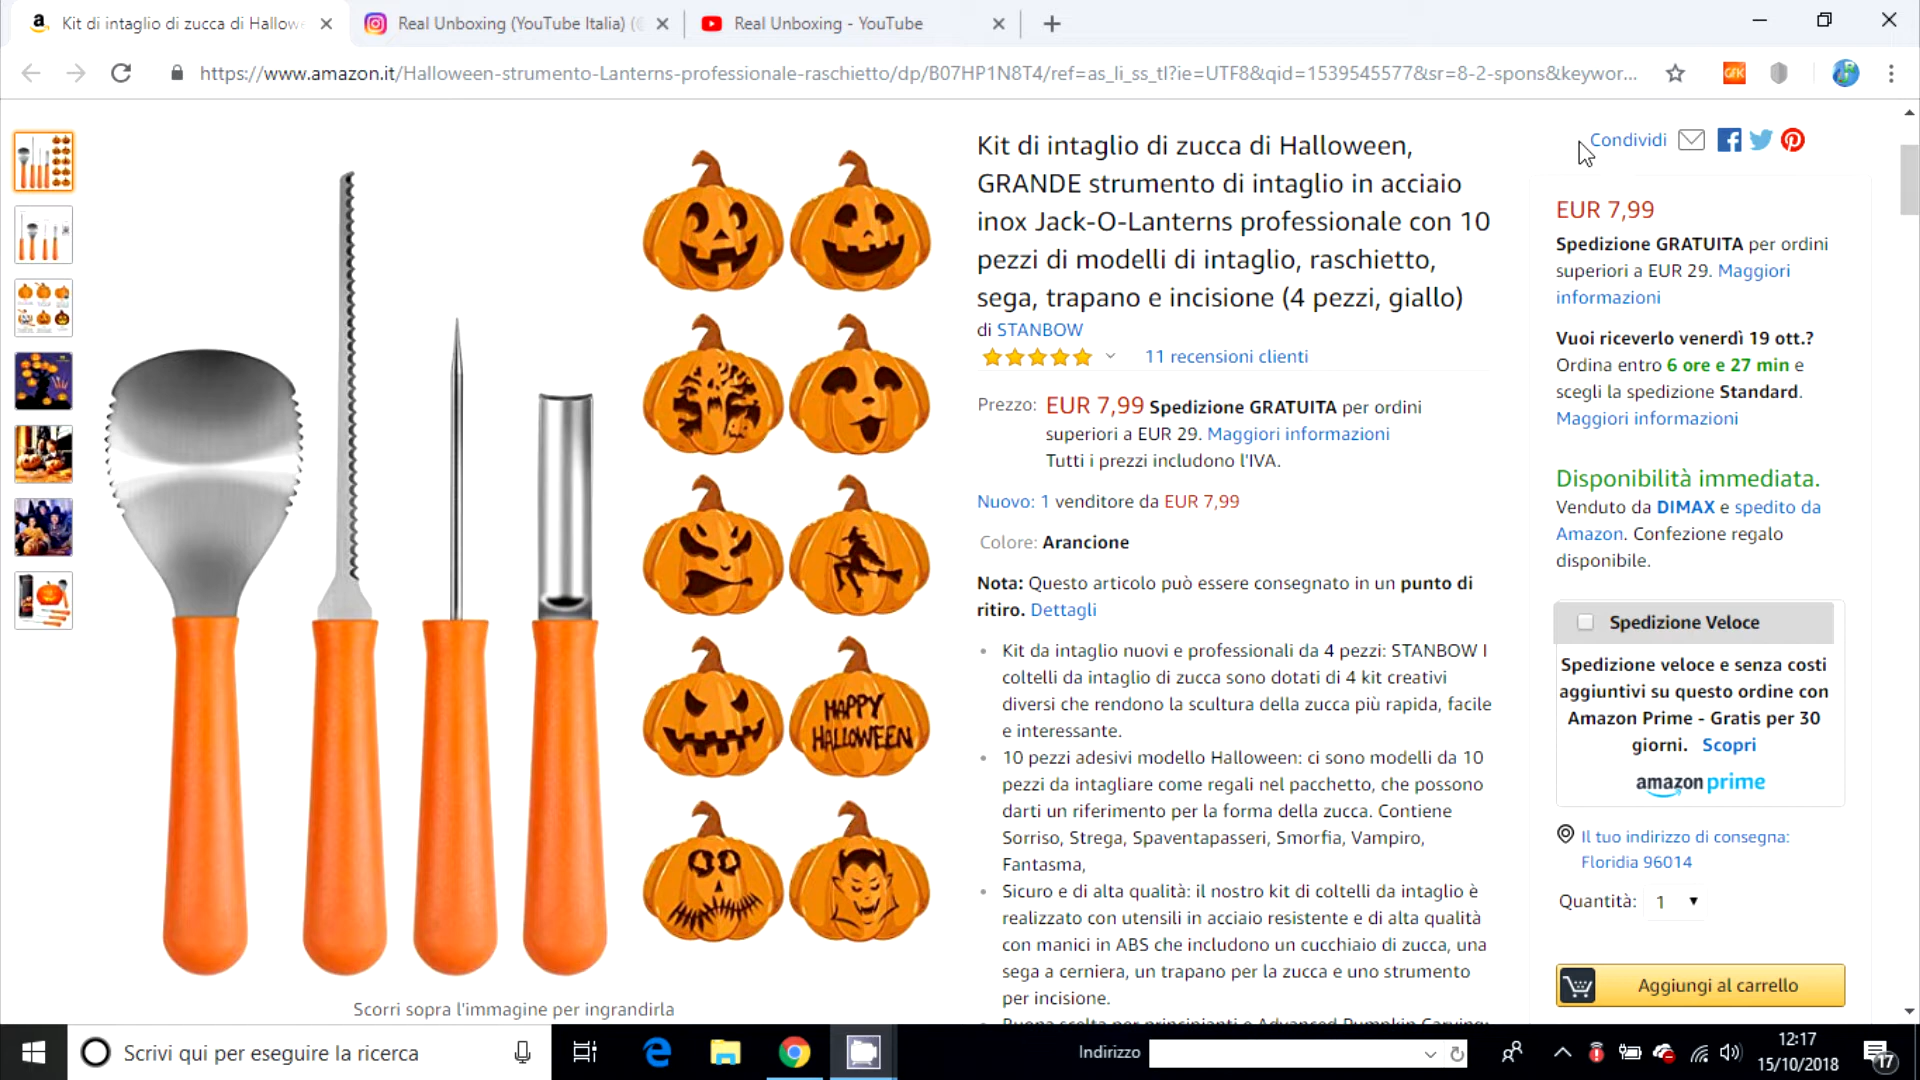 Kit di intaglio di zucca di Hallow
Real Unboxing (YouTube Italia) (
Real Unboxing - YouTube
https://www.amazon.it/Halloween-strumento-Lanterns-professionale-raschietto/dp/B07HP1N8T4/ref=as_li_ss_tl?ie=UTF8&qid=1539545577&sr=8-2-spons&keywor...
GFK
HAPPY
HALLOWEEN
Scorri sopra l'immagine per ingrandirla
Kit di intaglio di zucca di Halloween,
GRANDE strumento di intaglio in acciaio
inox Jack-O-Lanterns professionale con 10
pezzi di modelli di intaglio, raschietto,
sega, trapano e incisione (4 pezzi, giallo)
di STANBOW
11 recensioni clienti
Prezzo: EUR 7,99 Spedizione GRATUITA per ordini
superiori a EUR 29. Maggiori informazioni
Tutti i prezzi includono l'IVA.
Nuovo: 1 venditore da EUR 7,99
Colore: Arancione
Nota: Questo articolo può essere consegnato in un punto di
ritiro. Dettagli
Kit da intaglio nuovi e professionali da 4 pezzi: STANBOW I
coltelli da intaglio di zucca sono dotati di 4 kit creativi
diversi che rendono la scultura della zucca più rapida, facile
e interessante.
10 pezzi adesivi modello Halloween: ci sono modelli da 10
pezzi da intagliare come regali nel pacchetto, che possono
darti un riferimento per la forma della zucca. Contiene
Sorriso, Strega, Spaventapasseri, Smorfia, Vampiro,
Fantasma,
Sicuro e di alta qualità: il nostro kit di coltelli da intaglio è
realizzato con utensili in acciaio resistente e di alta qualità
con manici in ABS che includono un cucchiaio di zucca, una
sega a cerniera, un trapano per la zucca e uno strumento
per incisione.
Buona scelta per principianti e Advanced Pumpkin Carving:
Condividi
EUR 7,99
Spedizione GRATUITA per ordini
superiori a EUR 29. Maggiori
informazioni
Vuoi riceverlo venerdì 19 ott.?
Ordina entro 6 ore e 27 min e
scegli la spedizione Standard.
Maggiori informazioni
Disponibilità immediata.
Venduto da DIMAX e spedito da
Amazon. Confezione regalo
disponibile.
Spedizione Veloce
Spedizione veloce e senza costi
aggiuntivi su questo ordine con
Amazon Prime - Gratis per 30
giorni. Scopri
amazon prime
Il tuo indirizzo di consegna:
Floridia 96014
Quantità: 1
Aggiungi al carrello
Scrivi qui per eseguire la ricerca
Indirizzo
12:17
15/10/2018
17